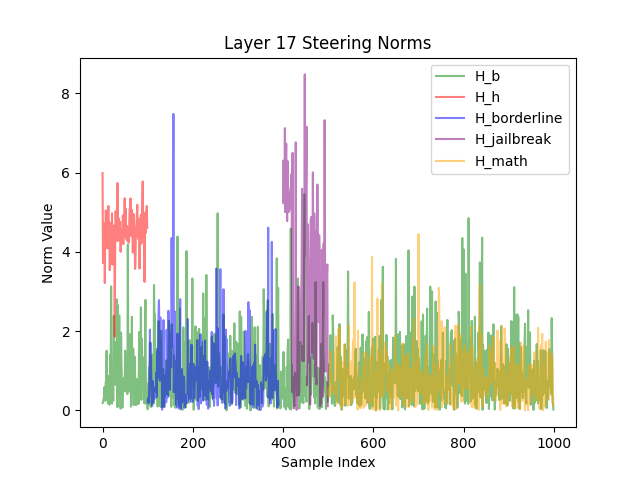 Layer 17 Steering Norms
H_b
H_h
H_borderline
H_jailbreak
H_math
Norm Value
8
6
4
2
0
0 200 400 600 800 1000
Sample Index